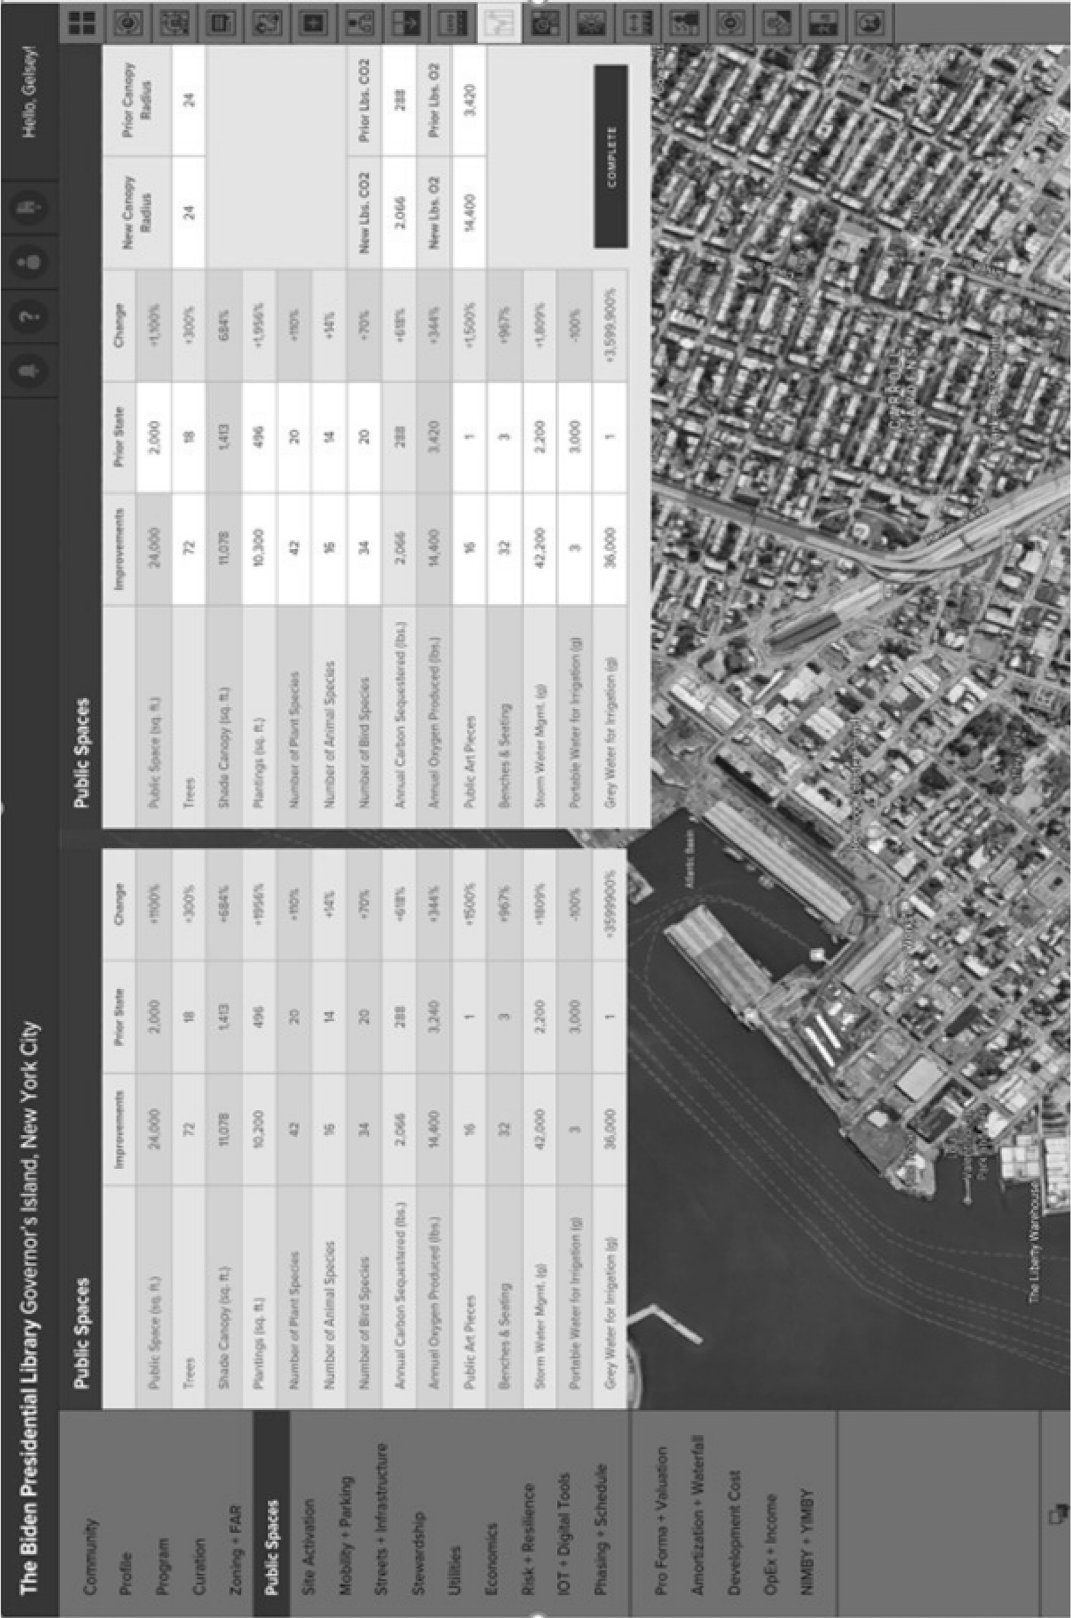 The Biden Presidential Library Governor's Island, New York City
?
Hello, Gelsey!
Community
Profile
Program
Curation
Zoning + FAR
Public Spaces
Site Activation
Mobility + Parking
Streets + Infrastructure
Stewardship
Utilities
Economics
Risk + Resilience
IOT + Digital Tools
Phasing + Schedule
Pro Forma + Valuation
Amortization + Waterfall
Development Cost
OpEx + Income
NIMBY + YIMBY
Public Spaces
Improvements Prior State Change
Public Space (sq. ft.) 24,000 2,000 +1100%
Trees 72 18 +300%
Shade Canopy (sq. ft.) 11,078 1,413 +684%
Plantings (sq. ft.) 10,200 496 +1956%
Number of Plant Species 42 20 +110%
Number of Animal Species 16 14 +14%
Number of Bird Species 34 20 +70%
Annual Carbon Sequestered (lbs.) 2,066 288 +618%
Annual Oxygen Produced (lbs.) 14,400 3,240 +344%
Public Art Pieces 16 1 +1500%
Benches & Seating 32 3 +967%
Storm Water Mgmt. (g) 42,000 2,200 +1809%
Portable Water for Irrigation (g) 3 3,000 -100%
Grey Water for Irrigation (g) 36,000 1 +3599900%
Public Spaces
Improvements Prior State Change New Canopy Radius Prior Canopy Radius
Public Space (sq. ft.) 24,000 2,000 +1,100%
Trees 72 18 +300% 24 24
Shade Canopy (sq. ft.) 11,078 1,413 684%
Plantings (sq. ft.) 10,300 496 +1,956%
Number of Plant Species 42 20 +110%
Number of Animal Species 16 14 +14%
Number of Bird Species 34 20 +70% New Lbs. CO2 Prior Lbs. CO2
Annual Carbon Sequestered (lbs.) 2,066 288 +618% 2,066 288
Annual Oxygen Produced (lbs.) 14,400 3,420 +344% New Lbs. O2 Prior Lbs. O2
Public Art Pieces 16 1 +1,500% 14,400 3,420
Benches & Seating 32 3 +967%
Storm Water Mgmt. (g) 42,200 2,200 +1,809%
Portable Water for Irrigation (g) 3 3,000 -100%
Grey Water for Irrigation (g) 36,000 1 +3,599,900%
COMPLETE
Atlantic Basin
CARROLL GARDENS
The Liberty Warehouse